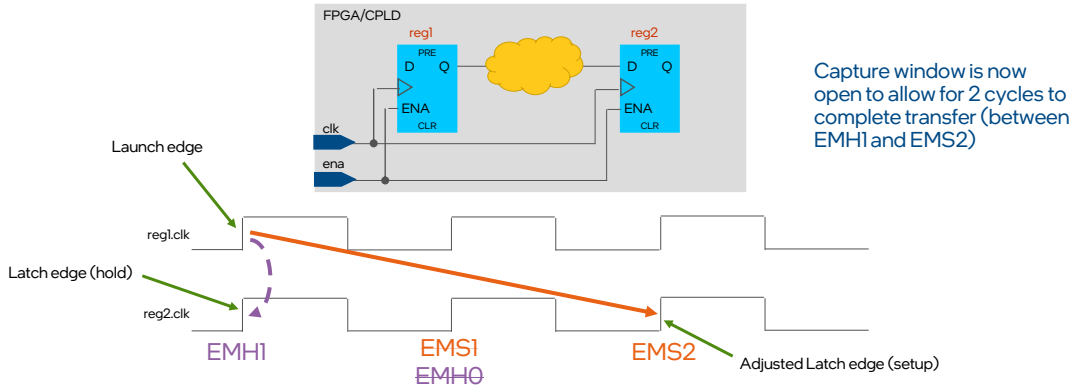 FPGA/CPLD
reg1
reg2
PRE
PRE
D
Q
D
Q
ENA
ENA
CLR
CLR
clk
ena
Capture window is now
open to allow for 2 cycles to
complete transfer (between
EMH1 and EMS2)
Launch edge
reg1.clk
Latch edge (hold)
reg2.clk
EMH1
EMS1
EMS2
EMH0
Adjusted Latch edge (setup)